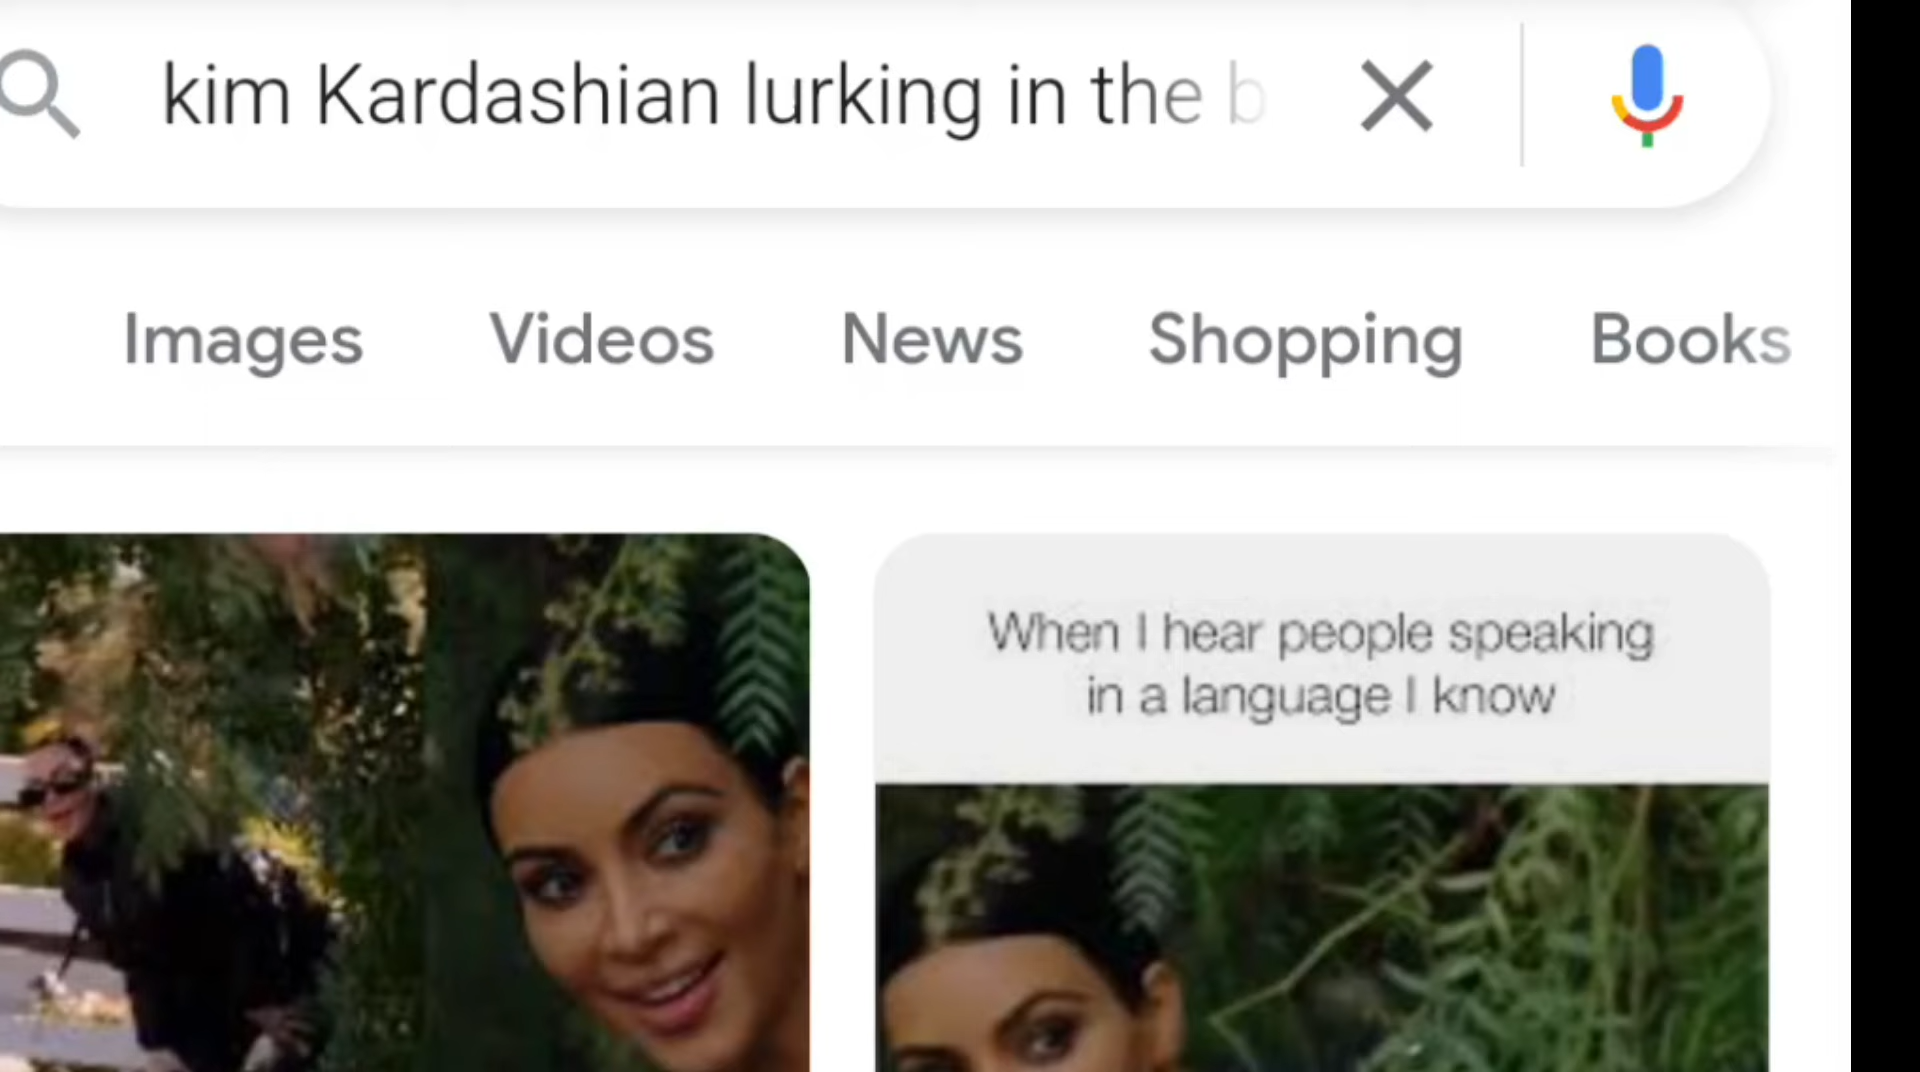 kim Kardashian lurking in the b
Images Videos News Shopping Books
When I hear people speaking
in a language I know